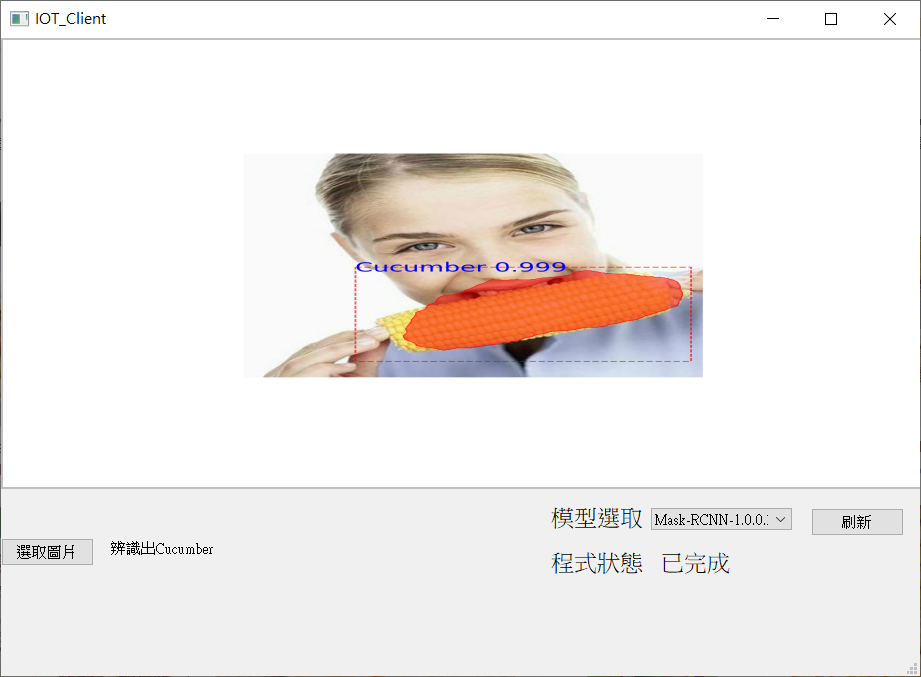 IOT_Client
Cucumber 0.999
模型選取 Mask-RCNN-1.0.0. 刷新
選取圖片 辨識出Cucumber
程式狀態 已完成